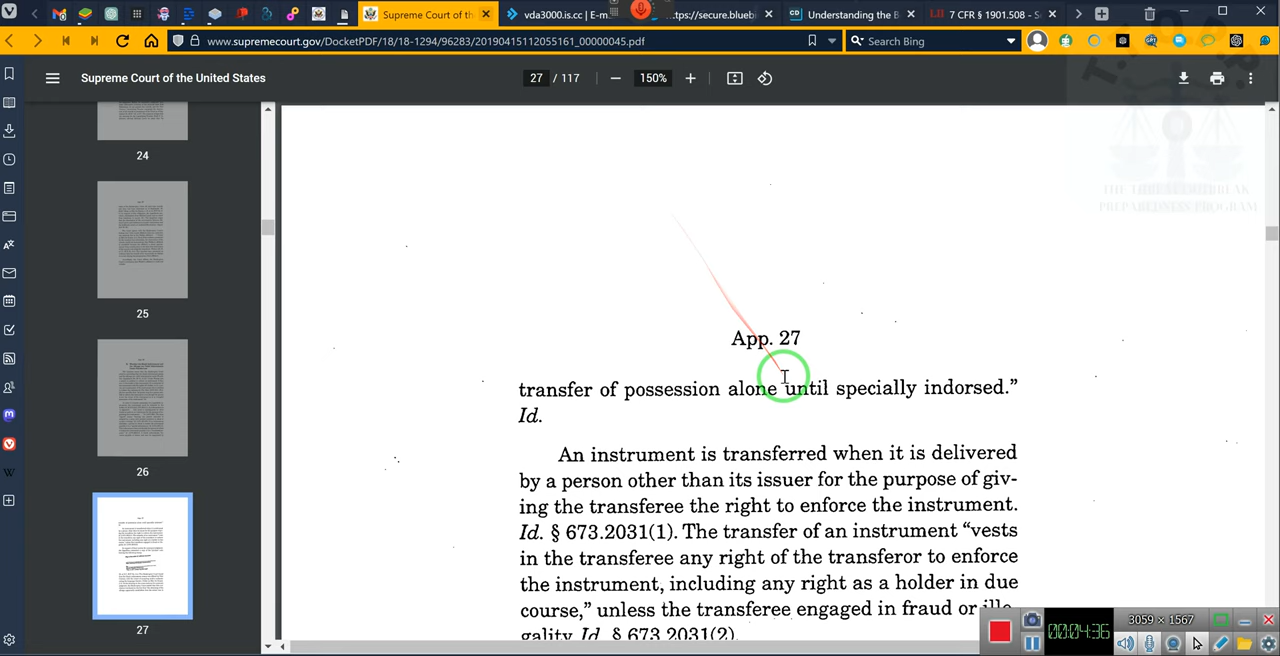 Supreme Court of th
vda3000.is.cc | E-m
ttps://secure.bluebi
Understanding the B
7 CFR § 1901.508 - S
www.supremecourt.gov/DocketPDF/18/18-1294/96283/20190415112055161_00000045.pdf
Search Bing
Supreme Court of the United States
27 / 117
150%
24
25
26
27
THE THREAT OUTBREAK
PREPAREDNESS PROGRAM
App. 27
transfer of possession alone until specially indorsed.”
Id.
An instrument is transferred when it is delivered
by a person other than its issuer for the purpose of giv-
ing the transferee the right to enforce the instrument.
Id. § 673.2031(1). The transfer of an instrument “vests
in the transferee any right of the transferor to enforce
the instrument, including any right as a holder in due
course,” unless the transferee engaged in fraud or ille-
gality. Id. § 673.2031(2).
00:04:36
3059 × 1567